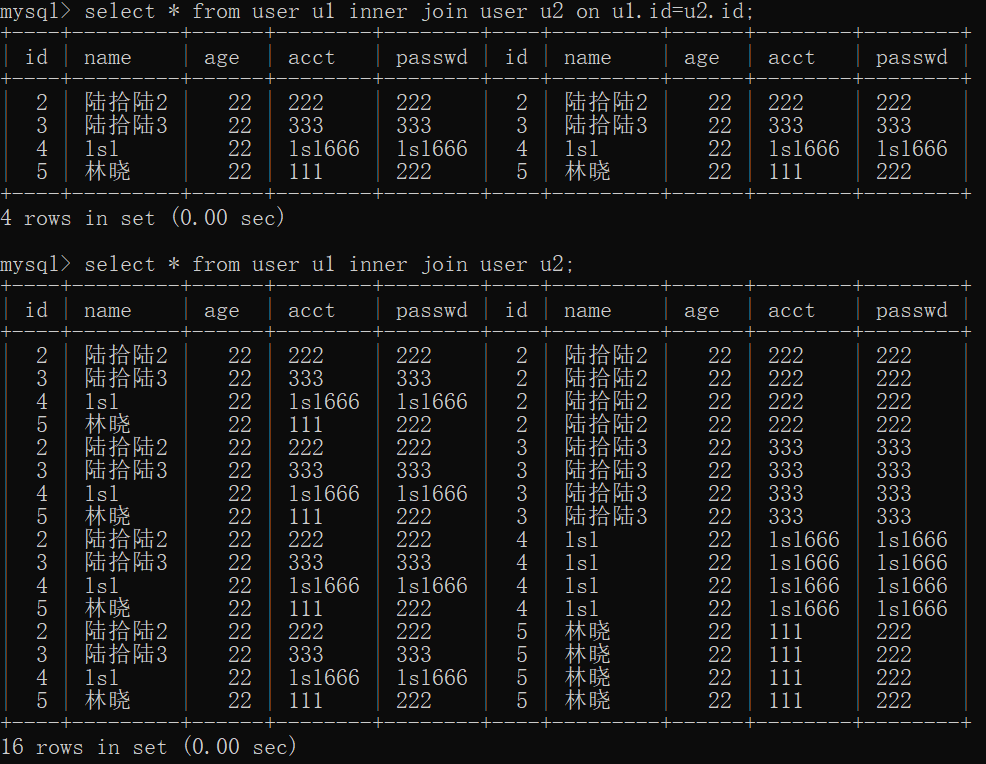 mysql> select * from user u1 inner join user u2 on u1.id=u2.id;
+----+---------+------+--------+--------+----+---------+------+--------+--------+
| id | name    | age  | acct   | passwd | id | name    | age  | acct   | passwd |
+----+---------+------+--------+--------+----+---------+------+--------+--------+
|  2 | 陆拾陆2 |   22 | 222    | 222    |  2 | 陆拾陆2 |   22 | 222    | 222    |
|  3 | 陆拾陆3 |   22 | 333    | 333    |  3 | 陆拾陆3 |   22 | 333    | 333    |
|  4 | lsl     |   22 | lsl666 | lsl666 |  4 | lsl     |   22 | lsl666 | lsl666 |
|  5 | 林晓    |   22 | 111    | 222    |  5 | 林晓    |   22 | 111    | 222    |
+----+---------+------+--------+--------+----+---------+------+--------+--------+
4 rows in set (0.00 sec)
mysql> select * from user u1 inner join user u2;
+----+---------+------+--------+--------+----+---------+------+--------+--------+
| id | name    | age  | acct   | passwd | id | name    | age  | acct   | passwd |
+----+---------+------+--------+--------+----+---------+------+--------+--------+
|  2 | 陆拾陆2 |   22 | 222    | 222    |  2 | 陆拾陆2 |   22 | 222    | 222    |
|  3 | 陆拾陆3 |   22 | 333    | 333    |  2 | 陆拾陆2 |   22 | 222    | 222    |
|  4 | lsl     |   22 | lsl666 | lsl666 |  2 | 陆拾陆2 |   22 | 222    | 222    |
|  5 | 林晓    |   22 | 111    | 222    |  2 | 陆拾陆2 |   22 | 222    | 222    |
|  2 | 陆拾陆2 |   22 | 222    | 222    |  3 | 陆拾陆3 |   22 | 333    | 333    |
|  3 | 陆拾陆3 |   22 | 333    | 333    |  3 | 陆拾陆3 |   22 | 333    | 333    |
|  4 | lsl     |   22 | lsl666 | lsl666 |  3 | 陆拾陆3 |   22 | 333    | 333    |
|  5 | 林晓    |   22 | 111    | 222    |  3 | 陆拾陆3 |   22 | 333    | 333    |
|  2 | 陆拾陆2 |   22 | 222    | 222    |  4 | lsl     |   22 | lsl666 | lsl666 |
|  3 | 陆拾陆3 |   22 | 333    | 333    |  4 | lsl     |   22 | lsl666 | lsl666 |
|  4 | lsl     |   22 | lsl666 | lsl666 |  4 | lsl     |   22 | lsl666 | lsl666 |
|  5 | 林晓    |   22 | 111    | 222    |  4 | lsl     |   22 | lsl666 | lsl666 |
|  2 | 陆拾陆2 |   22 | 222    | 222    |  5 | 林晓    |   22 | 111    | 222    |
|  3 | 陆拾陆3 |   22 | 333    | 333    |  5 | 林晓    |   22 | 111    | 222    |
|  4 | lsl     |   22 | lsl666 | lsl666 |  5 | 林晓    |   22 | 111    | 222    |
|  5 | 林晓    |   22 | 111    | 222    |  5 | 林晓    |   22 | 111    | 222    |
+----+---------+------+--------+--------+----+---------+------+--------+--------+
16 rows in set (0.00 sec)